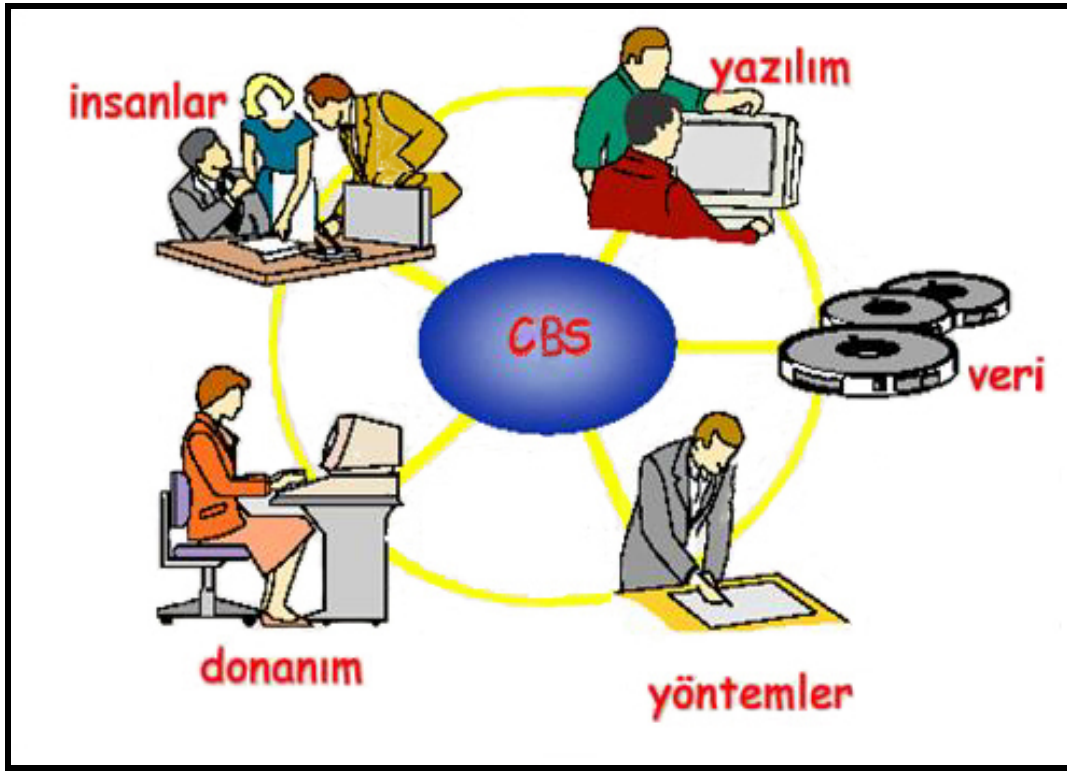 insanlar
yazılım
CBS
veri
donanım
yöntemler